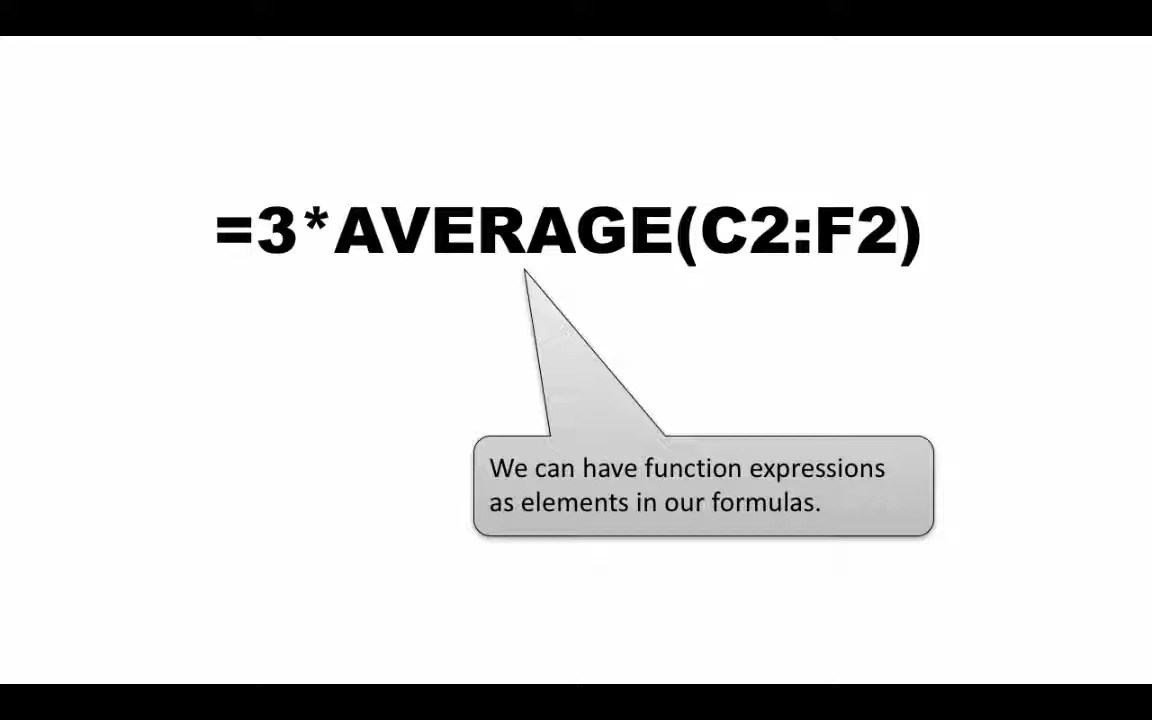 =3*AVERAGE(C2:F2)
We can have function expressions
as elements in our formulas.